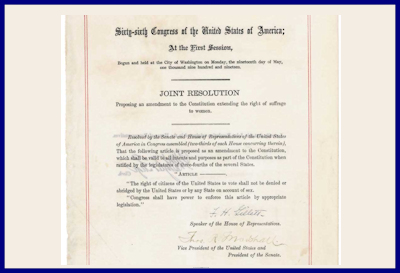 Sixty-sixth Congress of the United States of America;
At the First Session,
Begun and held at the City of Washington on Monday, the nineteenth day of May,
one thousand nine hundred and nineteen.
JOINT RESOLUTION
Proposing an amendment to the Constitution extending the right of suffrage
to women.
Resolved by the Senate and House of Representatives of the United States
of America in Congress assembled (two-thirds of each House concurring therein),
That the following article is proposed as an amendment to the Constitution,
which shall be valid to all intents and purposes as part of the Constitution when
ratified by the legislatures of three-fourths of the several States.
"ARTICLE
"The right of citizens of the United States to vote shall not be denied or
abridged by the United States or by any State on account of sex.
"Congress shall have power to enforce this article by appropriate
legislation."
F. H. Gillett
Speaker of the House of Representatives.
Thos. R. Marshall
Vice President of the United States and
President of the Senate.